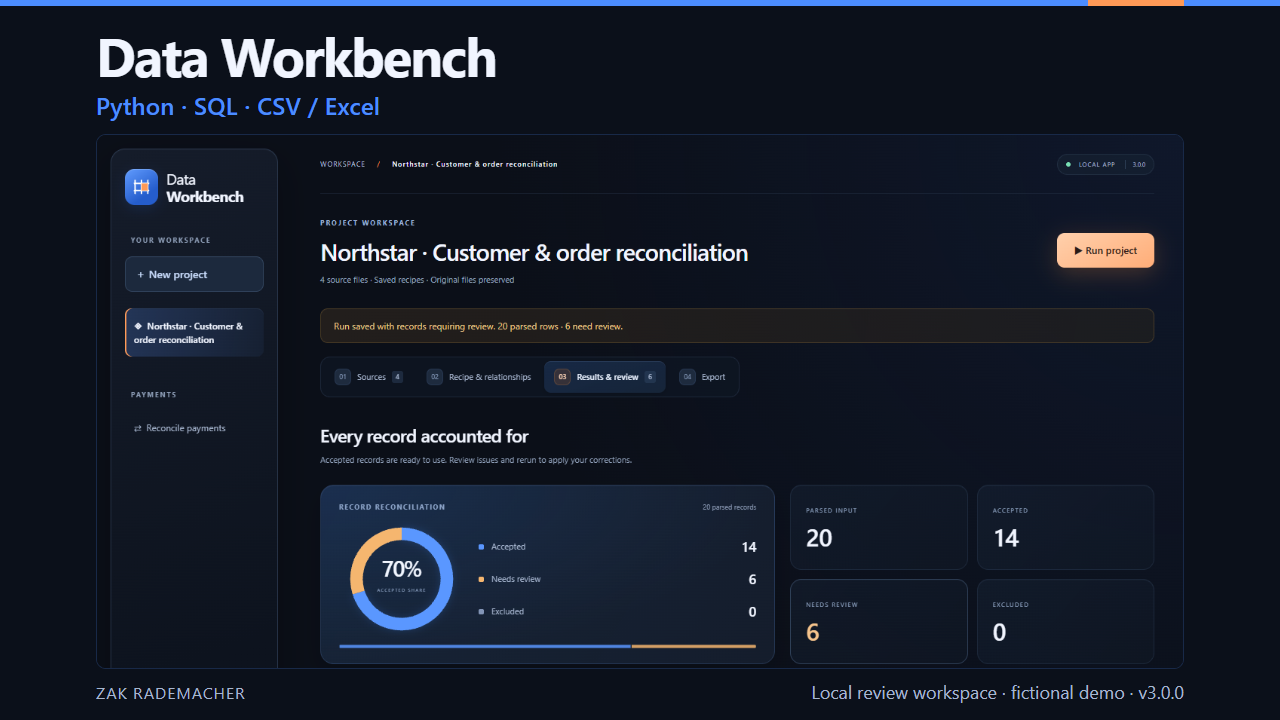 Data Workbench
Python · SQL · CSV / Excel
Data
Workbench
YOUR WORKSPACE
+ New project
◆ Northstar · Customer &
order reconciliation
PAYMENTS
⇄ Reconcile payments
WORKSPACE / Northstar · Customer & order reconciliation
LOCAL APP 3.0.0
PROJECT WORKSPACE
Northstar · Customer & order reconciliation
▶ Run project
4 source files · Saved recipes · Original files preserved
Run saved with records requiring review. 20 parsed rows · 6 need review.
01 Sources 4 02 Recipe & relationships 03 Results & review 6 04 Export
Every record accounted for
Accepted records are ready to use. Review issues and rerun to apply your corrections.
RECORD RECONCILIATION 20 parsed records
70%
ACCEPTED SHARE
Accepted 14
Needs review 6
Excluded 0
PARSED INPUT
20
ACCEPTED
14
NEEDS REVIEW
6
EXCLUDED
0
ZAK RADEMACHER
Local review workspace · fictional demo · v3.0.0